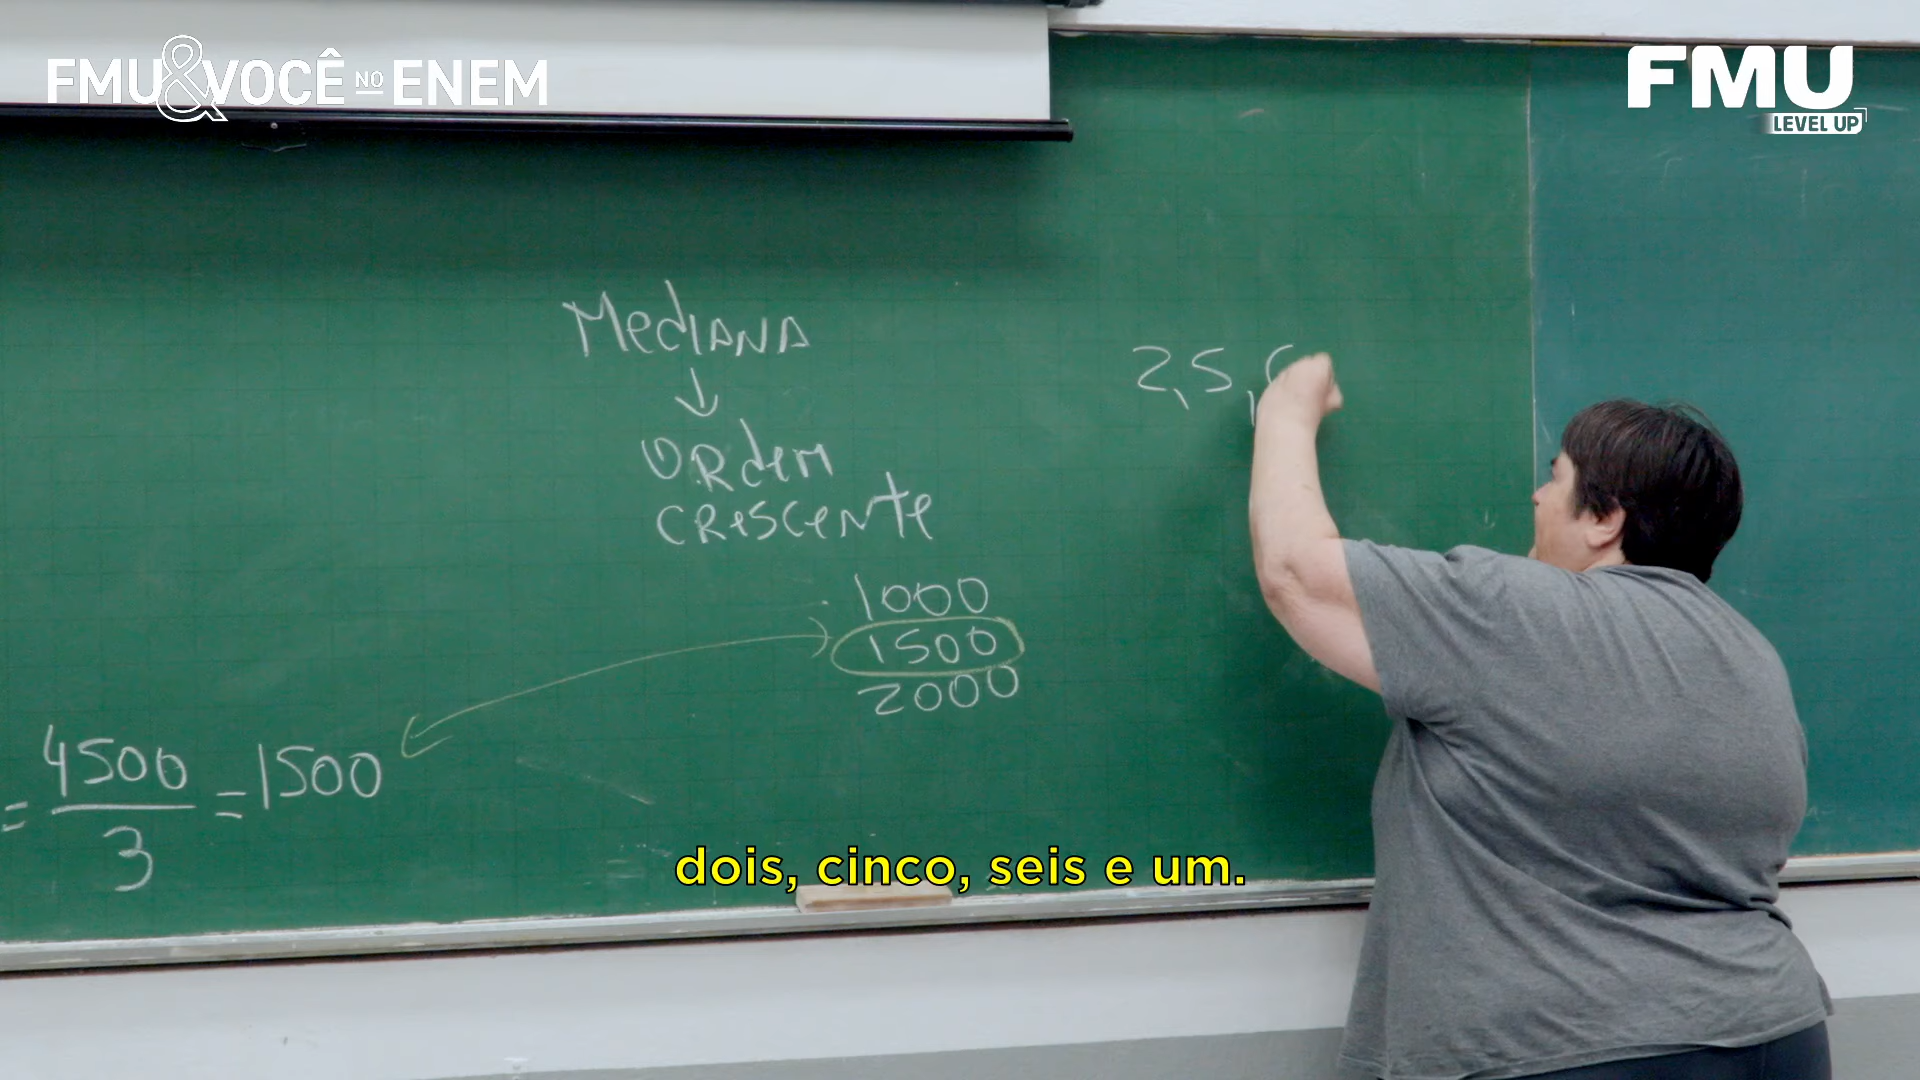 FMU&VOCÊ NO ENEM
FMU
LEVEL UP
Mediana
↓
Ordem
crescente
1000
1500
2000
2,5,6
= 4500
3
= 1500
dois, cinco, seis e um.